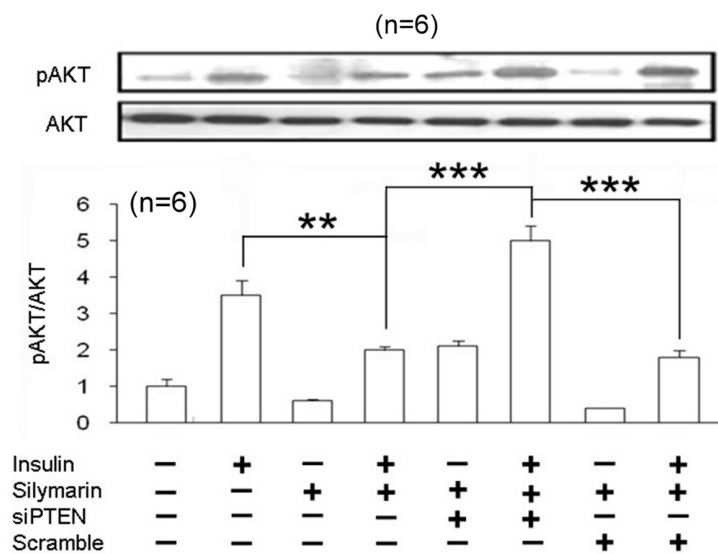 (n=6)
pAKT
AKT
(n=6)
pAKT/AKT
6
5
4
3
2
1
0
**
***
***
Insulin − + − + − + − +
Silymarin − − + + + + + +
siPTEN − − − − + + − −
Scramble − − − − − − + +